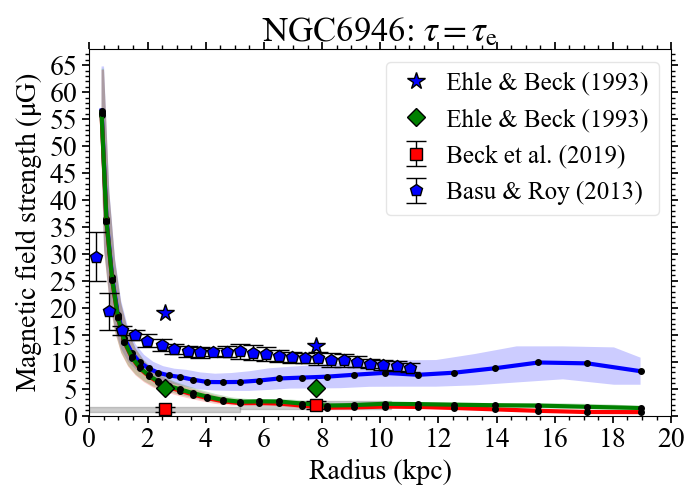 NGC6946: τ = τe
Ehle & Beck (1993)
Ehle & Beck (1993)
Beck et al. (2019)
Basu & Roy (2013)
Magnetic field strength (μG)
65
60
55
50
45
40
35
30
25
20
15
10
5
0
0 2 4 6 8 10 12 14 16 18 20
Radius (kpc)